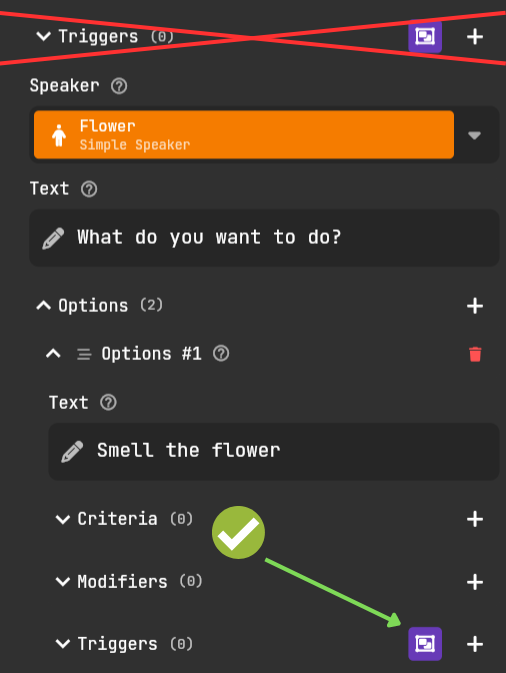 Triggers (0)
Speaker
Flower
Simple Speaker
Text
What do you want to do?
Options (2)
Options #1
Text
Smell the flower
Criteria (0)
Modifiers (0)
Triggers (0)